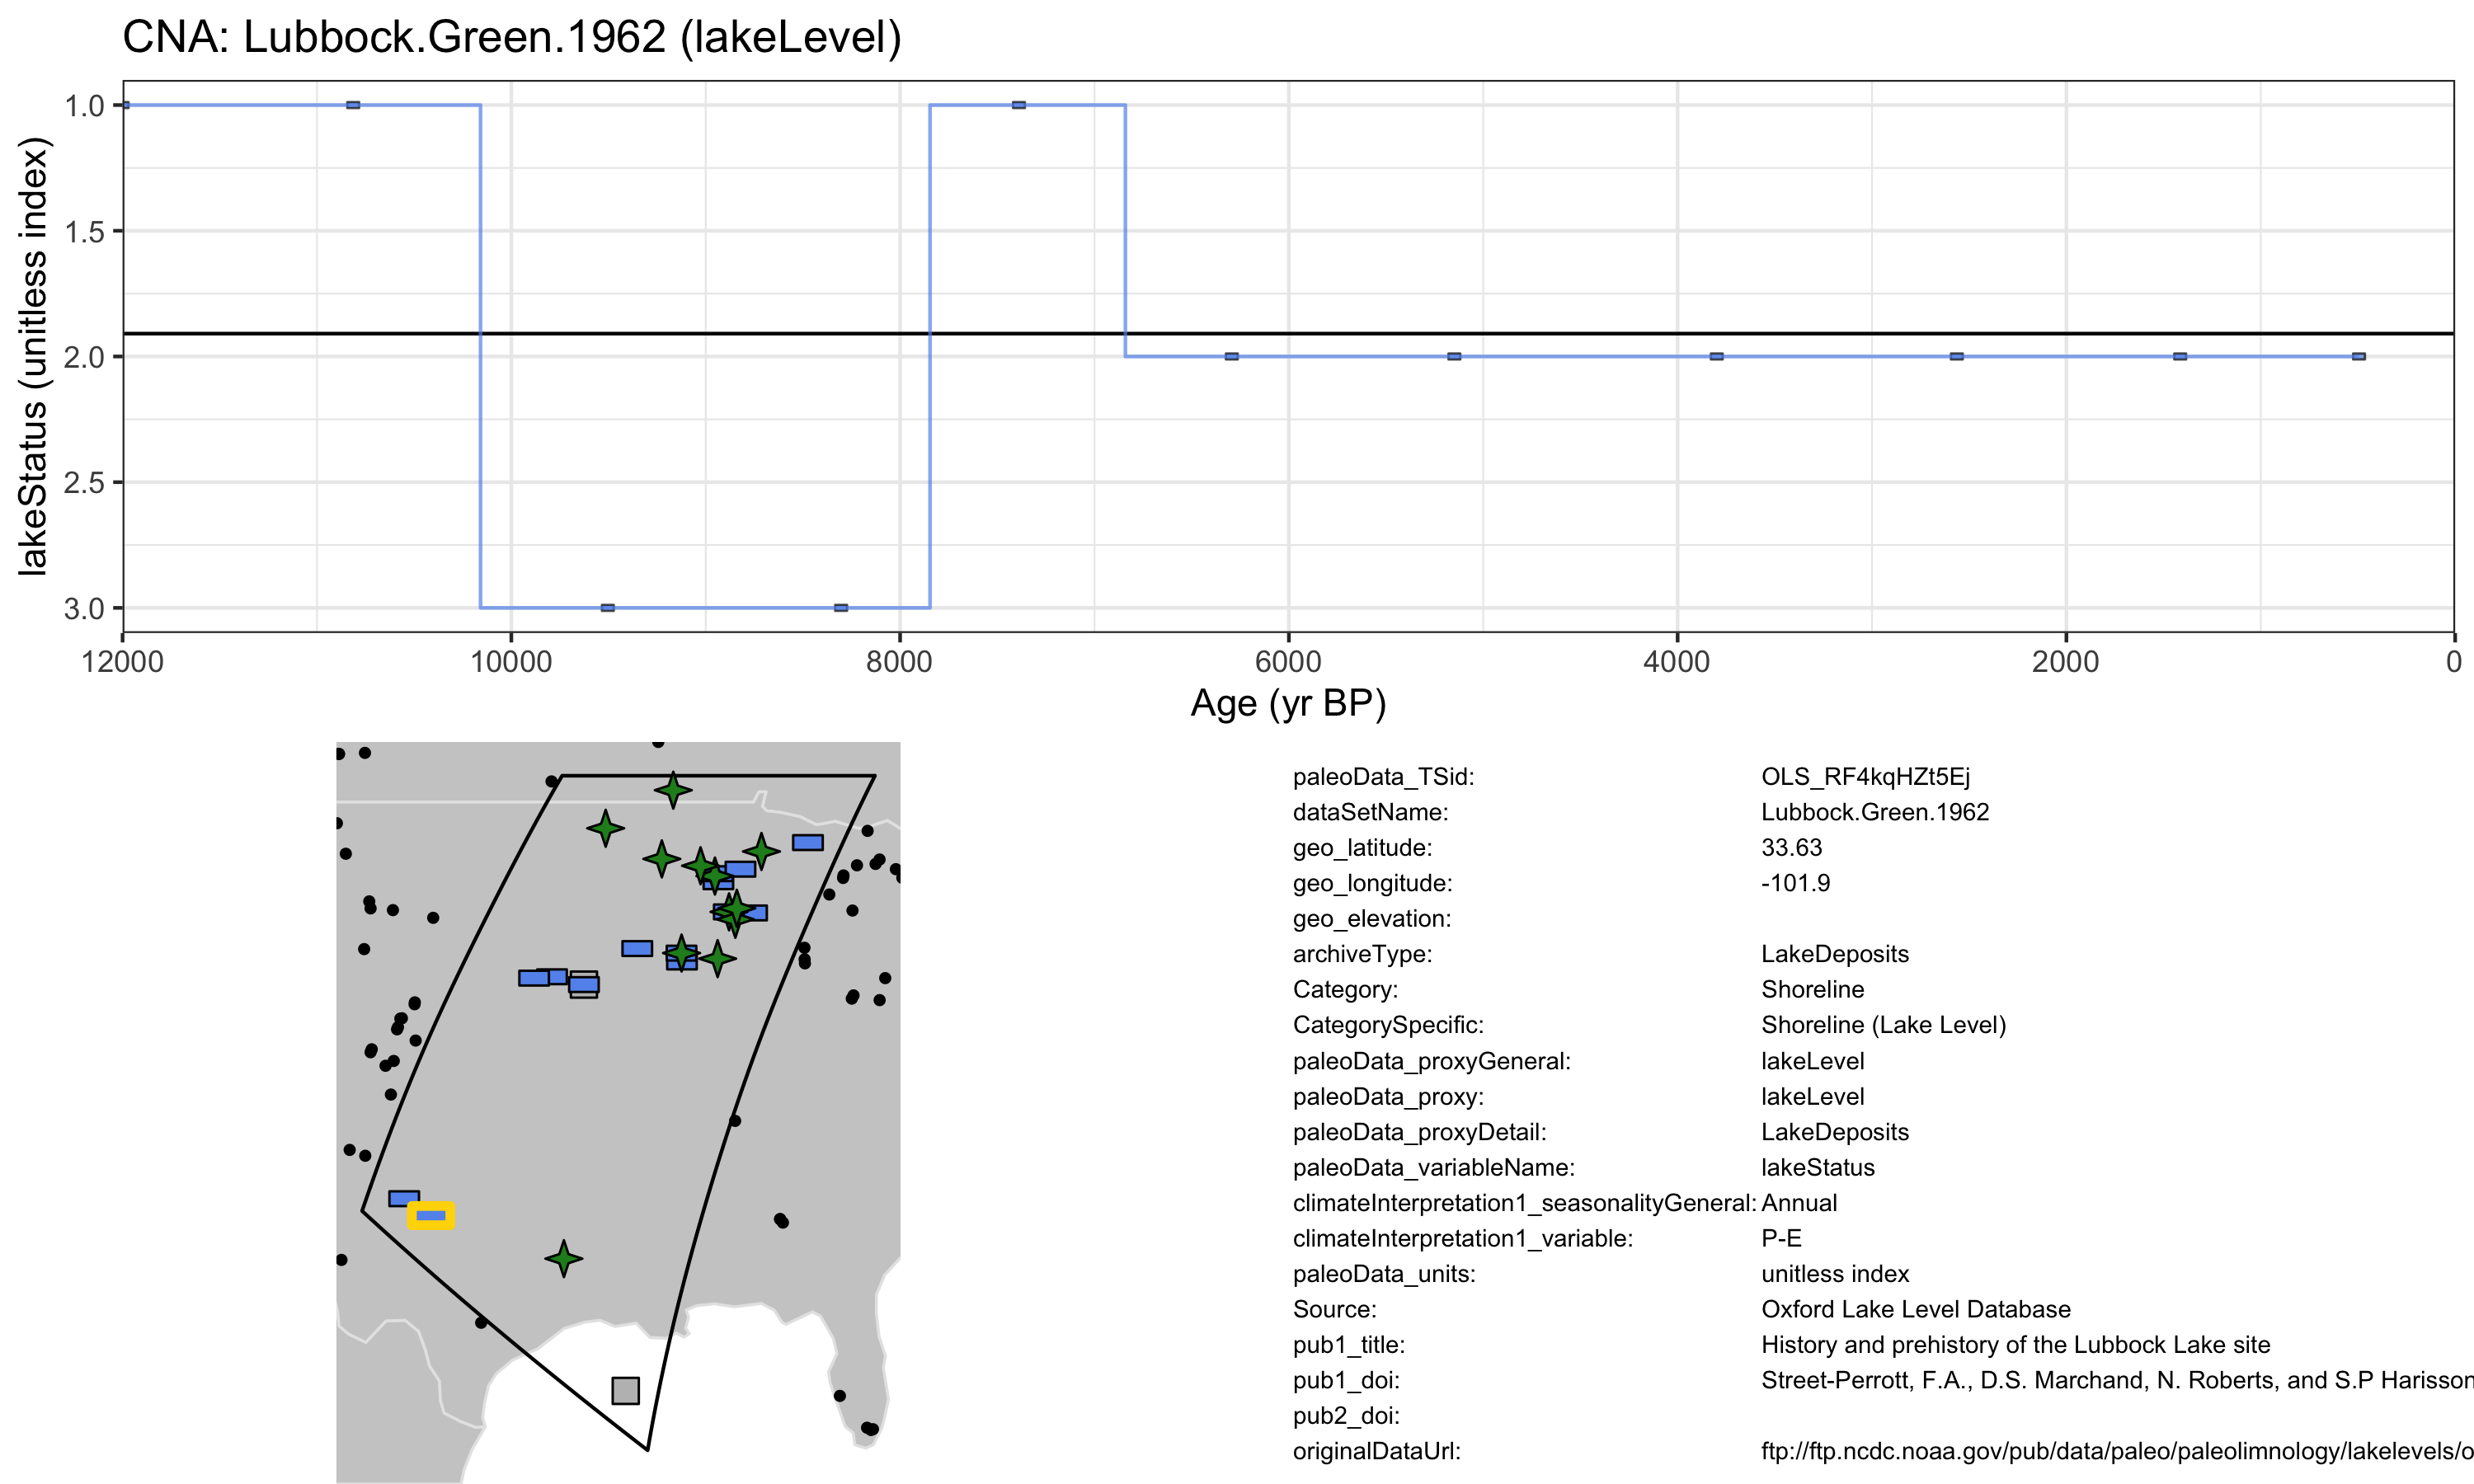 CNA: Lubbock.Green.1962 (lakeLevel)
lakeStatus (unitless index)
1.0
1.5
2.0
2.5
3.0
12000 10000 8000 6000 4000 2000 0
Age (yr BP)
paleoData_TSid: OLS_RF4kqHZt5Ej
dataSetName: Lubbock.Green.1962
geo_latitude: 33.63
geo_longitude: -101.9
geo_elevation:
archiveType: LakeDeposits
Category: Shoreline
CategorySpecific: Shoreline (Lake Level)
paleoData_proxyGeneral: lakeLevel
paleoData_proxy: lakeLevel
paleoData_proxyDetail: LakeDeposits
paleoData_variableName: lakeStatus
climateInterpretation1_seasonalityGeneral: Annual
climateInterpretation1_variable: P-E
paleoData_units: unitless index
Source: Oxford Lake Level Database
pub1_title: History and prehistory of the Lubbock Lake site
pub1_doi: Street-Perrott, F.A., D.S. Marchand, N. Roberts, and S.P Harisson
pub2_doi:
originalDataUrl: ftp://ftp.ncdc.noaa.gov/pub/data/paleo/paleolimnology/lakelevels/o